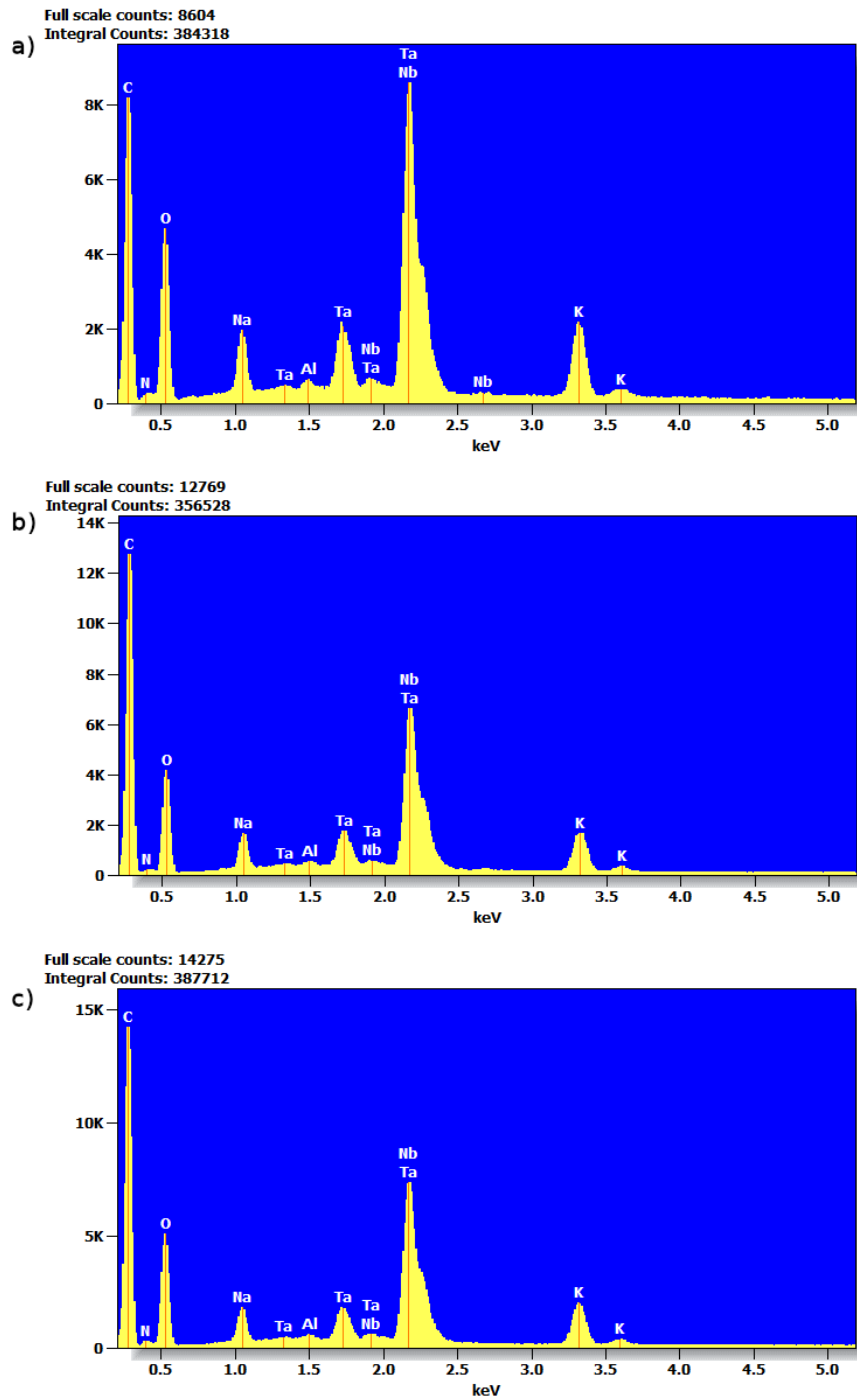 Full scale counts: 8604
Integral Counts: 384318
a)
Ta
Nb
C
8K
6K
O
4K
Na
Ta
K
2K
Nb
N
Ta
Al
Ta
Nb
K
0
0.5 1.0 1.5 2.0 2.5 3.0 3.5 4.0 4.5 5.0
keV
Full scale counts: 12769
Integral Counts: 356528
b)
14K
C
12K
10K
8K
Nb
Ta
6K
O
4K
Na
Ta
K
2K
Ta
N
Ta
Al
Nb
K
0
0.5 1.0 1.5 2.0 2.5 3.0 3.5 4.0 4.5 5.0
keV
Full scale counts: 14275
Integral Counts: 387712
c)
15K
C
10K
Nb
Ta
O
5K
Na
Ta
K
Ta
N
Ta
Al
Nb
K
0
0.5 1.0 1.5 2.0 2.5 3.0 3.5 4.0 4.5 5.0
keV